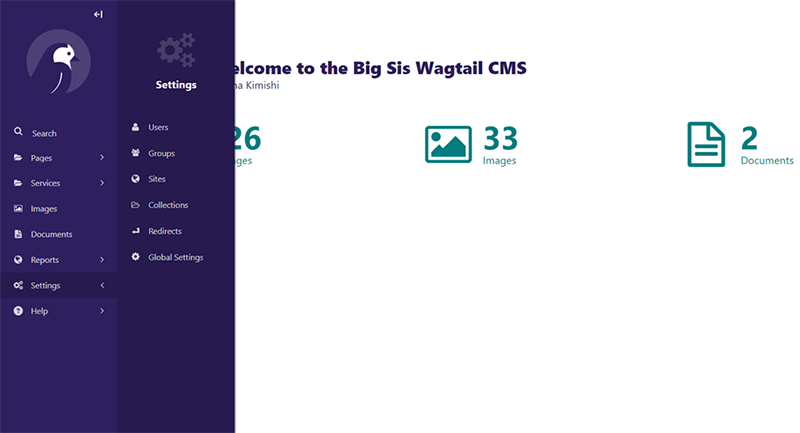 Search
Pages
Services
Images
Documents
Reports
Settings
Help
Settings
Users
Groups
Sites
Collections
Redirects
Global Settings
elcome to the Big Sis Wagtail CMS
na Kimishi
26
ges
33
Images
2
Documents